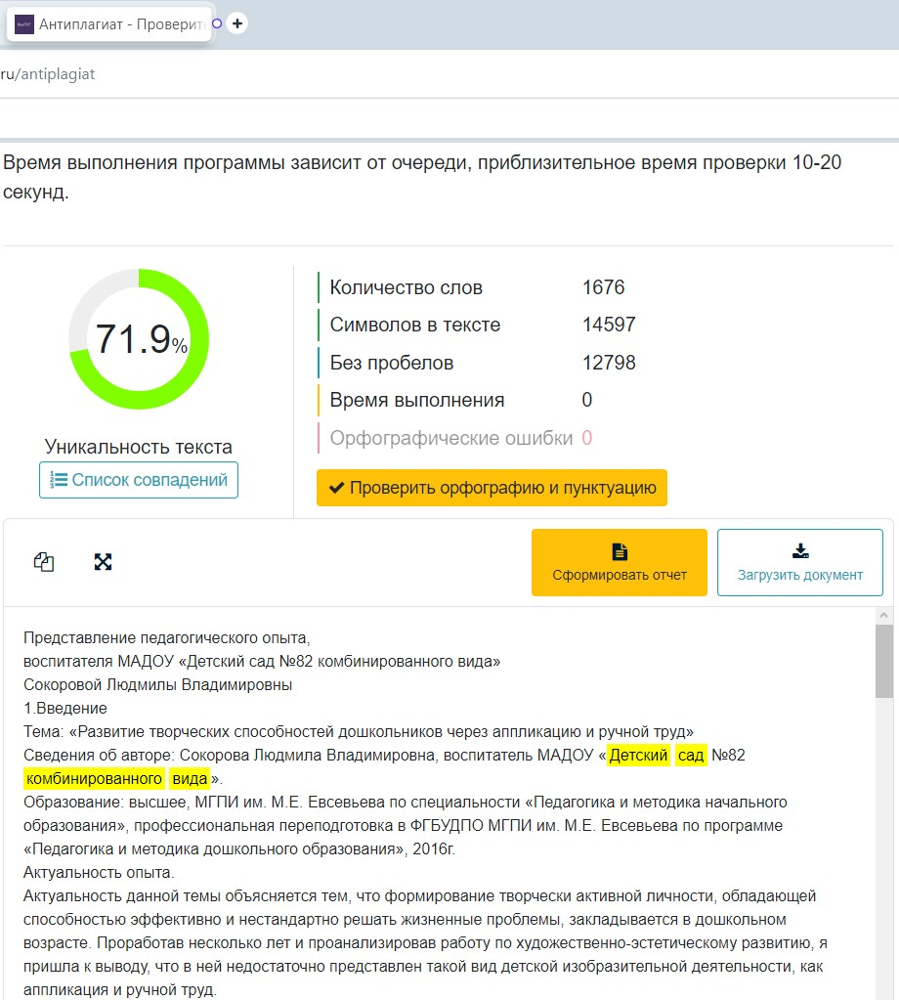 Антиплагиат - Проверить
ru/antiplagiat
Время выполнения программы зависит от очереди, приблизительное время проверки 10-20
секунд.
71.9%
Уникальность текста
Список совпадений
Количество слов 1676
Символов в тексте 14597
Без пробелов 12798
Время выполнения 0
Орфографические ошибки 0
Проверить орфографию и пунктуацию
Сформировать отчет
Загрузить документ
Представление педагогического опыта,
воспитателя МАДОУ «Детский сад №82 комбинированного вида»
Сокоровой Людмилы Владимировны
1.Введение
Тема: «Развитие творческих способностей дошкольников через аппликацию и ручной труд»
Сведения об авторе: Сокорова Людмила Владимировна, воспитатель МАДОУ «Детский сад №82
комбинированного вида».
Образование: высшее, МГПИ им. М.Е. Евсевьева по специальности «Педагогика и методика начального
образования», профессиональная переподготовка в ФГБУДПО МГПИ им. М.Е. Евсевьева по программе
«Педагогика и методика дошкольного образования», 2016г.
Актуальность опыта.
Актуальность данной темы объясняется тем, что формирование творчески активной личности, обладающей
способностью эффективно и нестандартно решать жизненные проблемы, закладывается в дошкольном
возрасте. Проработав несколько лет и проанализировав работу по художественно-эстетическому развитию, я
пришла к выводу, что в ней недостаточно представлен такой вид детской изобразительной деятельности, как
аппликация и ручной труд.